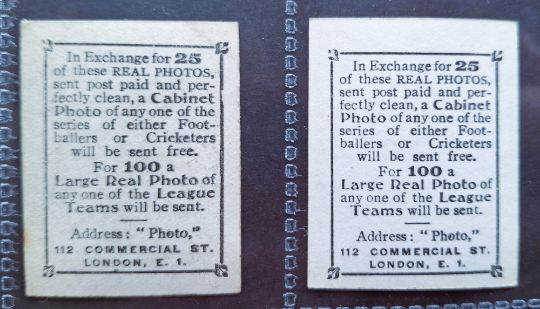 In Exchange for 25
of these REAL PHOTOS,
sent post paid and per-
fectly clean, a Cabinet
Photo of any one of the
series of either Foot-
ballers or Cricketers
will be sent free.
For 100 a
Large Real Photo of
any one of the League
Teams will be sent.
Address: "Photo,"
112 COMMERCIAL ST.
LONDON, E. 1.
In Exchange for 25
of these REAL PHOTOS,
sent post paid and per-
fectly clean, a Cabinet
Photo of any one of the
series of either Foot-
ballers or Cricketers
will be sent free.
For 100 a
Large Real Photo of
any one of the League
Teams will be sent.
Address: "Photo,"
112 COMMERCIAL ST.
LONDON, E. 1.